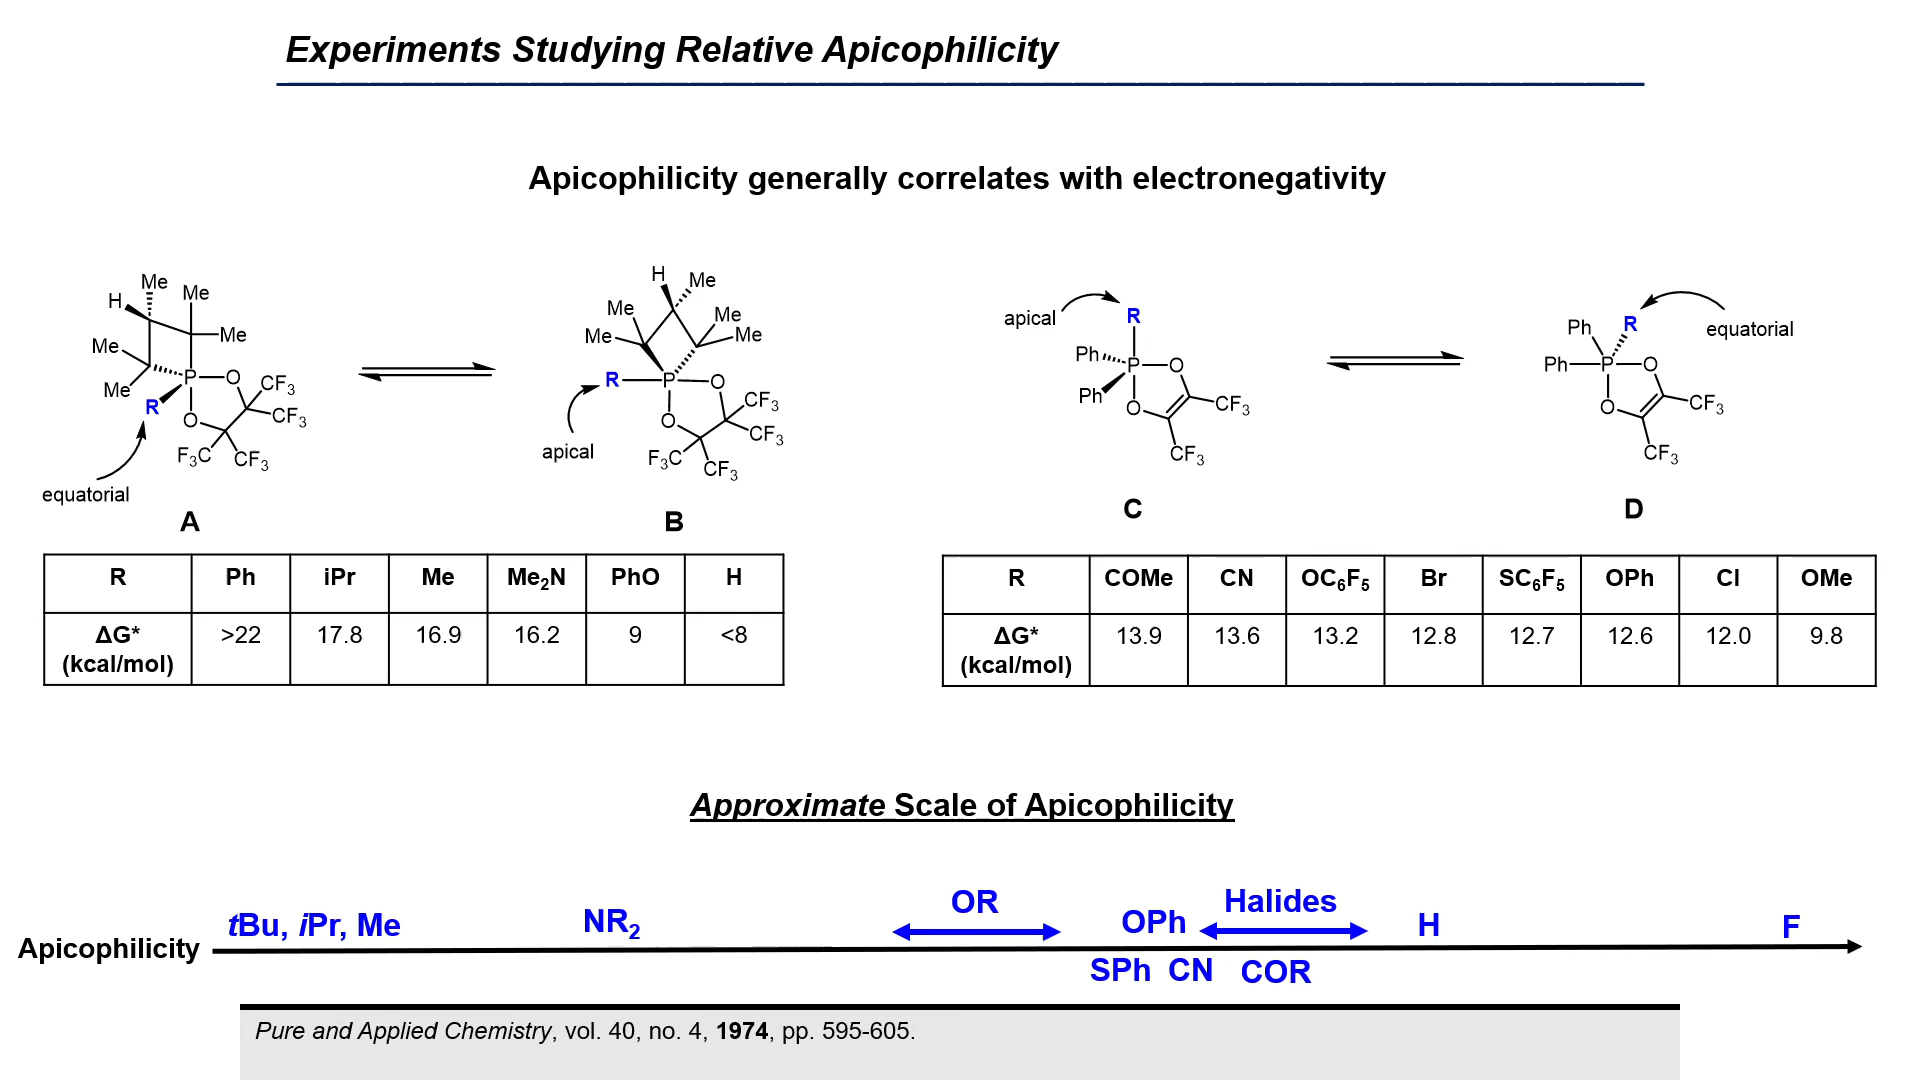 Experiments Studying Relative Apicophilicity
Apicophilicity generally correlates with electronegativity
Me
H
Me
Me
Me
Me
P
O
R
O
CF3
CF3
F3C
CF3
equatorial
A
H
Me
Me
Me
Me
Me
R
P
O
O
CF3
CF3
F3C
CF3
apical
B
apical
R
Ph
P
O
Ph
O
CF3
CF3
C
Ph
R
equatorial
Ph
P
O
O
CF3
CF3
D
R Ph iPr Me Me2N PhO H
ΔG* (kcal/mol) >22 17.8 16.9 16.2 9 <8
R COMe CN OC6F5 Br SC6F5 OPh Cl OMe
ΔG* (kcal/mol) 13.9 13.6 13.2 12.8 12.7 12.6 12.0 9.8
Approximate Scale of Apicophilicity
tBu, iPr, Me NR2 OR OPh Halides H F
Apicophilicity
SPh CN COR
Pure and Applied Chemistry, vol. 40, no. 4, 1974, pp. 595-605.